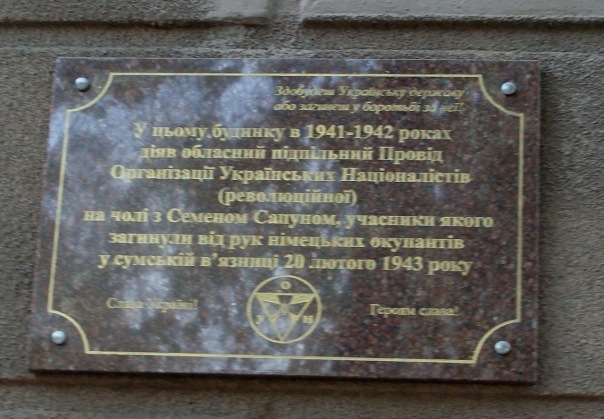 Здобудеш Українську державу
або загинеш у боротьбі за неї!
У цьому будинку в 1941-1942 роках
діяв обласний підпільний Провід
Організації Українських Націоналістів
(революційної)
на чолі з Семеном Сапуном, учасники якого
загинули від рук німецьких окупантів
у сумській в'язниці 20 лютого 1943 року
Слава Україні!
О
У Н
Героям слава!